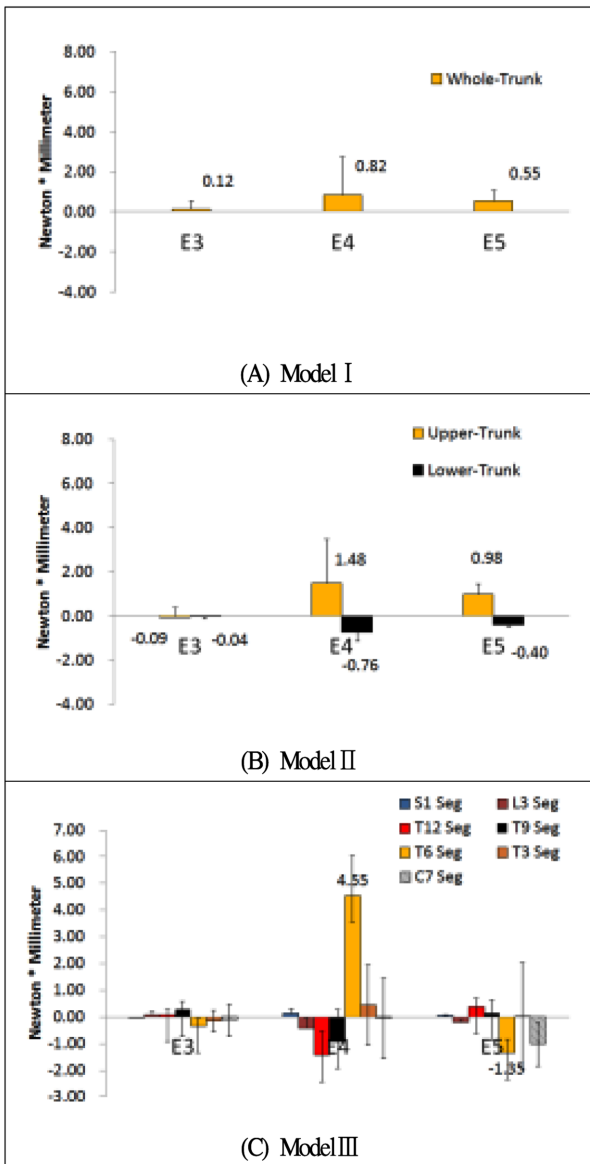 8.00
6.00
4.00
2.00
0.00
-2.00
-4.00
Newton * Millimeter
Whole-Trunk
0.12
0.82
0.55
E3 E4 E5
(A) Model Ⅰ
8.00
6.00
4.00
2.00
0.00
-2.00
-4.00
Newton * Millimeter
Upper-Trunk
Lower-Trunk
1.48
0.98
-0.09
-0.04
-0.76
-0.40
E3 E4 E5
(B) Model Ⅱ
S1 Seg L3 Seg
T12 Seg T9 Seg
T6 Seg T3 Seg
C7 Seg
7.00
6.00
5.00
4.00
3.00
2.00
1.00
0.00
-1.00
-2.00
-3.00
Newton * Millimeter
4.55
-1.35
E3 E4 E5
(C) Model Ⅲ